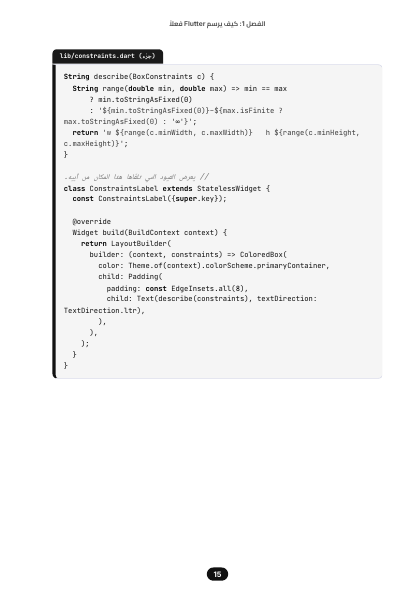 الفصل 1: كيف يرسم Flutter فعلاً
lib/constraints.dart (جزء)
String describe(BoxConstraints c) {
  String range(double min, double max) => min == max
      ? min.toStringAsFixed(0)
      : '${min.toStringAsFixed(0)}–${max.isFinite ?
max.toStringAsFixed(0) : '∞'}';
  return 'w ${range(c.minWidth, c.maxWidth)}   h ${range(c.minHeight,
c.maxHeight)}';
}
// يعرض القيود التي تلقاها هذا المكان من أبيه.
class ConstraintsLabel extends StatelessWidget {
  const ConstraintsLabel({super.key});
  @override
  Widget build(BuildContext context) {
    return LayoutBuilder(
      builder: (context, constraints) => ColoredBox(
        color: Theme.of(context).colorScheme.primaryContainer,
        child: Padding(
          padding: const EdgeInsets.all(8),
          child: Text(describe(constraints), textDirection:
TextDirection.ltr),
        ),
      ),
    );
  }
}
15